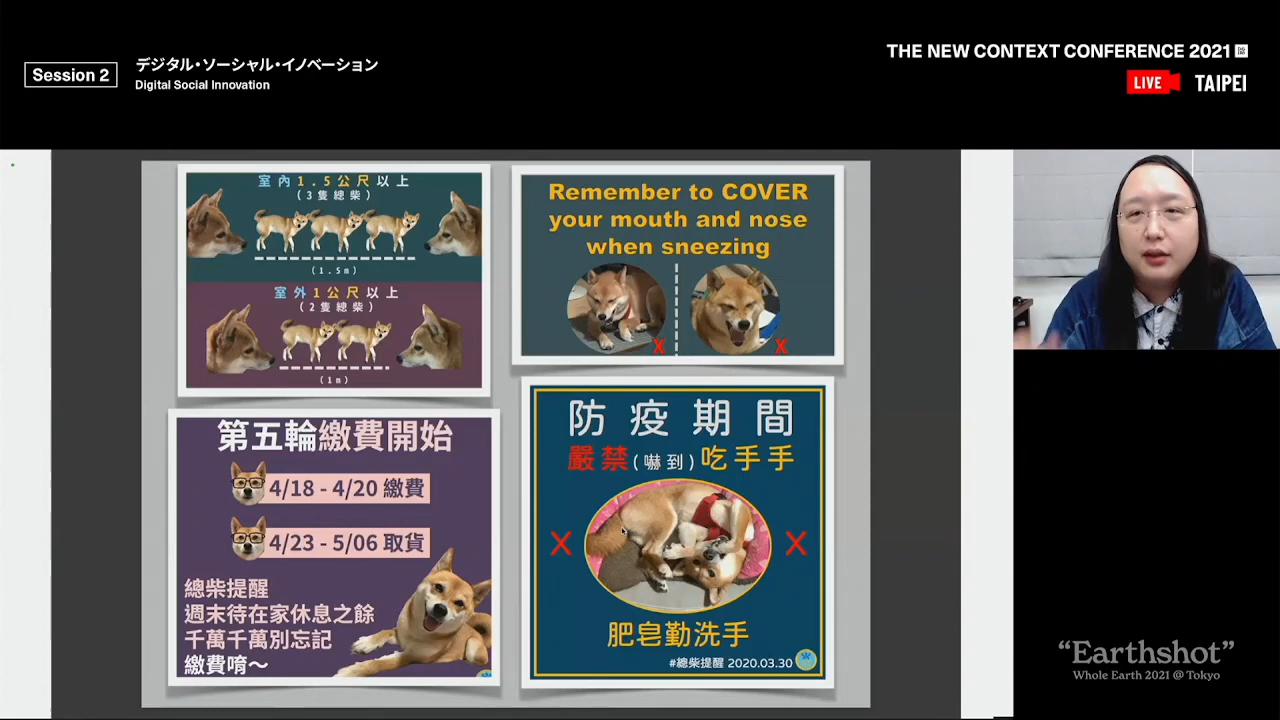 Session 2
デジタル・ソーシャル・イノベーション
Digital Social Innovation
THE NEW CONTEXT CONFERENCE 2021
LIVE
TAIPEI
室內1.5公尺以上
(3隻總柴)
(1.5m)
室外1公尺以上
(2隻總柴)
(1m)
Remember to COVER
your mouth and nose
when sneezing
X
X
第五輪繳費開始
4/18 - 4/20 繳費
4/23 - 5/06 取貨
總柴提醒
週末待在家休息之餘
千萬千萬別忘記
繳費唷～
防疫期間
嚴禁(嚇到)吃手手
X
X
肥皂勤洗手
#總柴提醒 2020.03.30
“Earthshot”
Whole Earth 2021 @ Tokyo